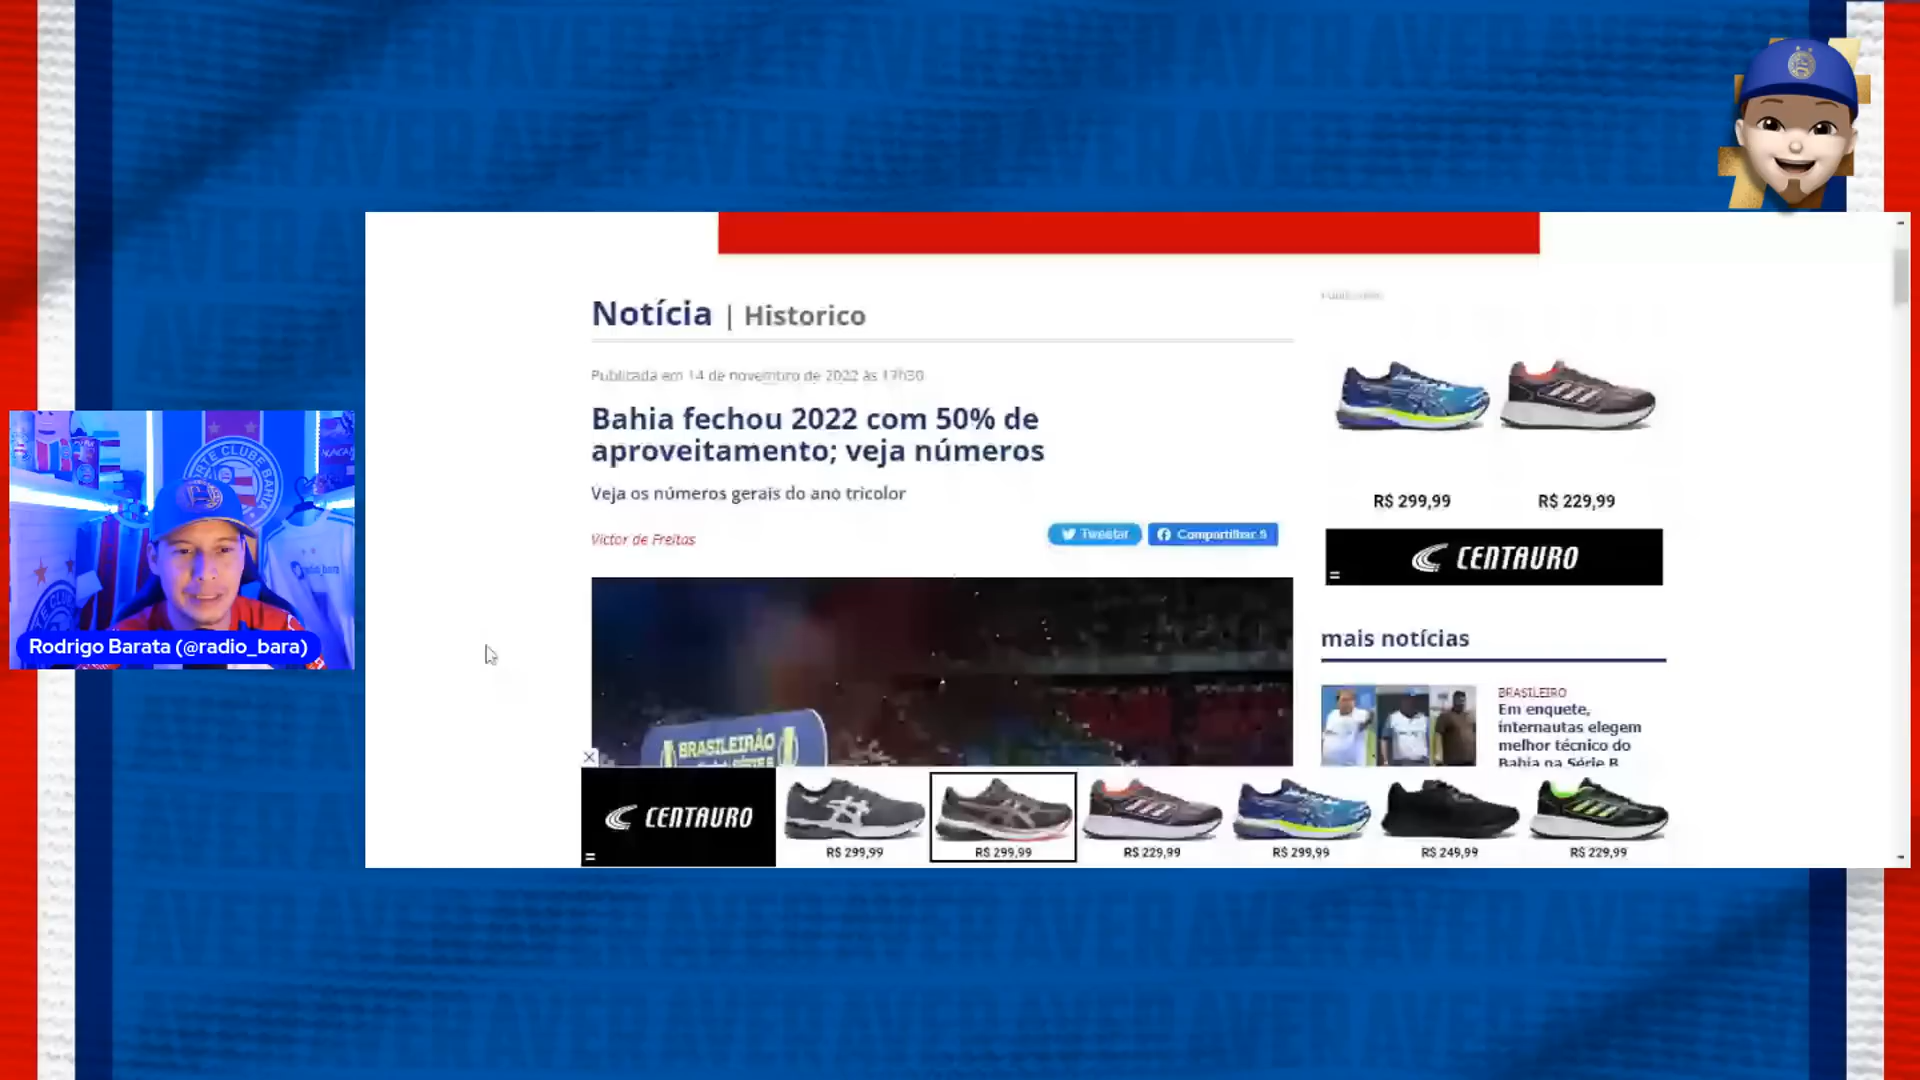 Notícia | Historico
Publicada em 14 de novembro de 2022 às 17h30
Bahia fechou 2022 com 50% de
aproveitamento; veja números
Veja os números gerais do ano tricolor
Victor de Freitas
Tweetar
Compartilhar
BRASILEIRÃO
R$ 299,99
R$ 229,99
CENTAURO
mais notícias
BRASILEIRO
Em enquete,
internautas elegem
melhor técnico do
Bahia na Série B
Rodrigo Barata (@radio_bara)
CENTAURO
R$ 299,99
R$ 299,99
R$ 229,99
R$ 299,99
R$ 249,99
R$ 229,99